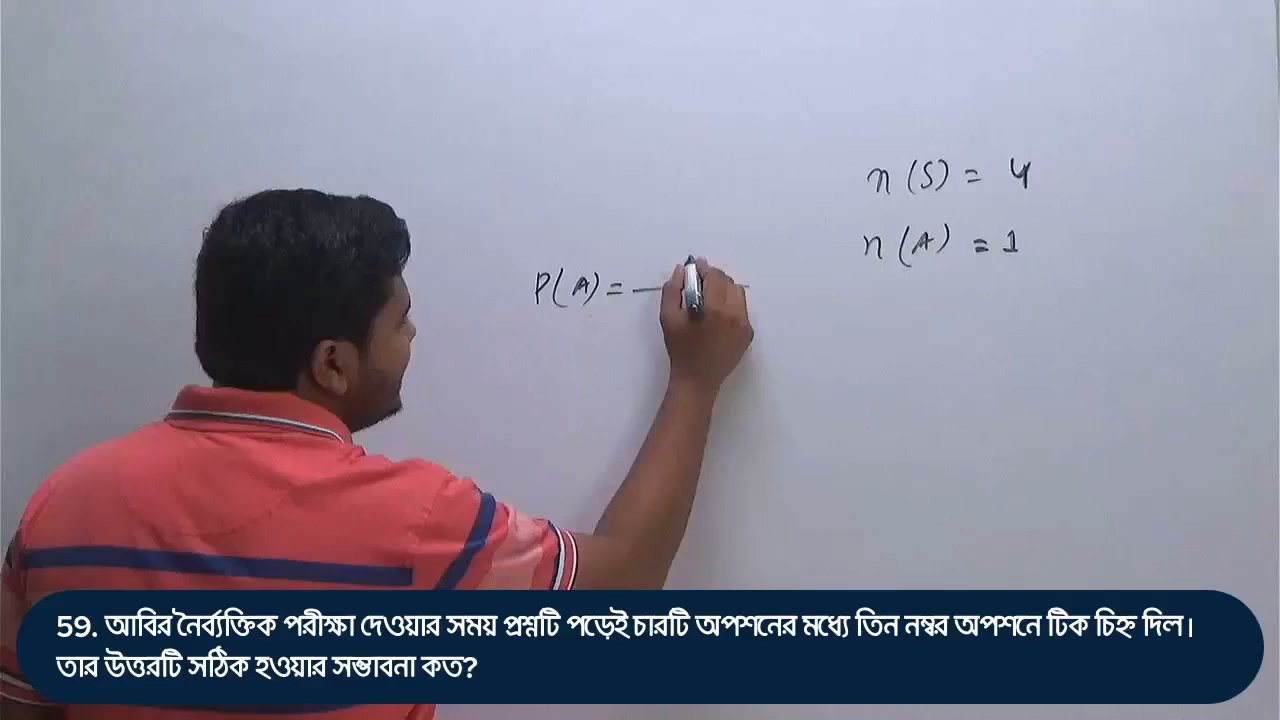 n(S) = 4
n(A) = 1
P(A) =
59. আবির নৈর্ব্যক্তিক পরীক্ষা দেওয়ার সময় প্রশ্নটি পড়েই চারটি অপশনের মধ্যে তিন নম্বর অপশনে টিক চিহ্ন দিল।
তার উত্তরটি সঠিক হওয়ার সম্ভাবনা কত?